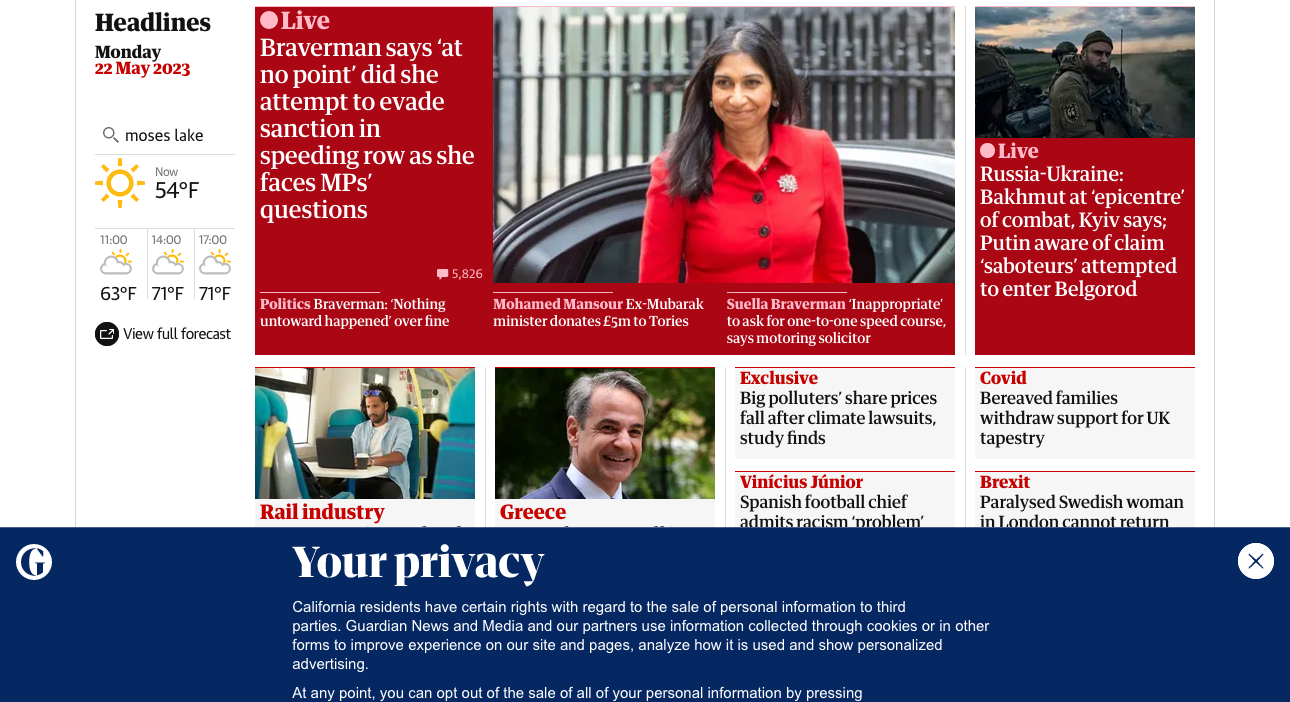 Headlines
Monday
22 May 2023
moses lake
Now
54°F
11:00
14:00
17:00
63°F
71°F
71°F
View full forecast
Live
Braverman says ‘at
no point’ did she
attempt to evade
sanction in
speeding row as she
faces MPs’
questions
5,826
Politics Braverman: ‘Nothing
untoward happened’ over fine
Mohamed Mansour Ex-Mubarak
minister donates £5m to Tories
Suella Braverman ‘Inappropriate’
to ask for one-to-one speed course,
says motoring solicitor
Live
Russia-Ukraine:
Bakhmut at ‘epicentre’
of combat, Kyiv says;
Putin aware of claim
‘saboteurs’ attempted
to enter Belgorod
Rail industry
Greece
Exclusive
Big polluters’ share prices
fall after climate lawsuits,
study finds
Covid
Bereaved families
withdraw support for UK
tapestry
Vinícius Júnior
Spanish football chief
admits racism ‘problem’
Brexit
Paralysed Swedish woman
in London cannot return
G
Your privacy
California residents have certain rights with regard to the sale of personal information to third
parties. Guardian News and Media and our partners use information collected through cookies or in other
forms to improve experience on our site and pages, analyze how it is used and show personalized
advertising.
At any point, you can opt out of the sale of all of your personal information by pressing